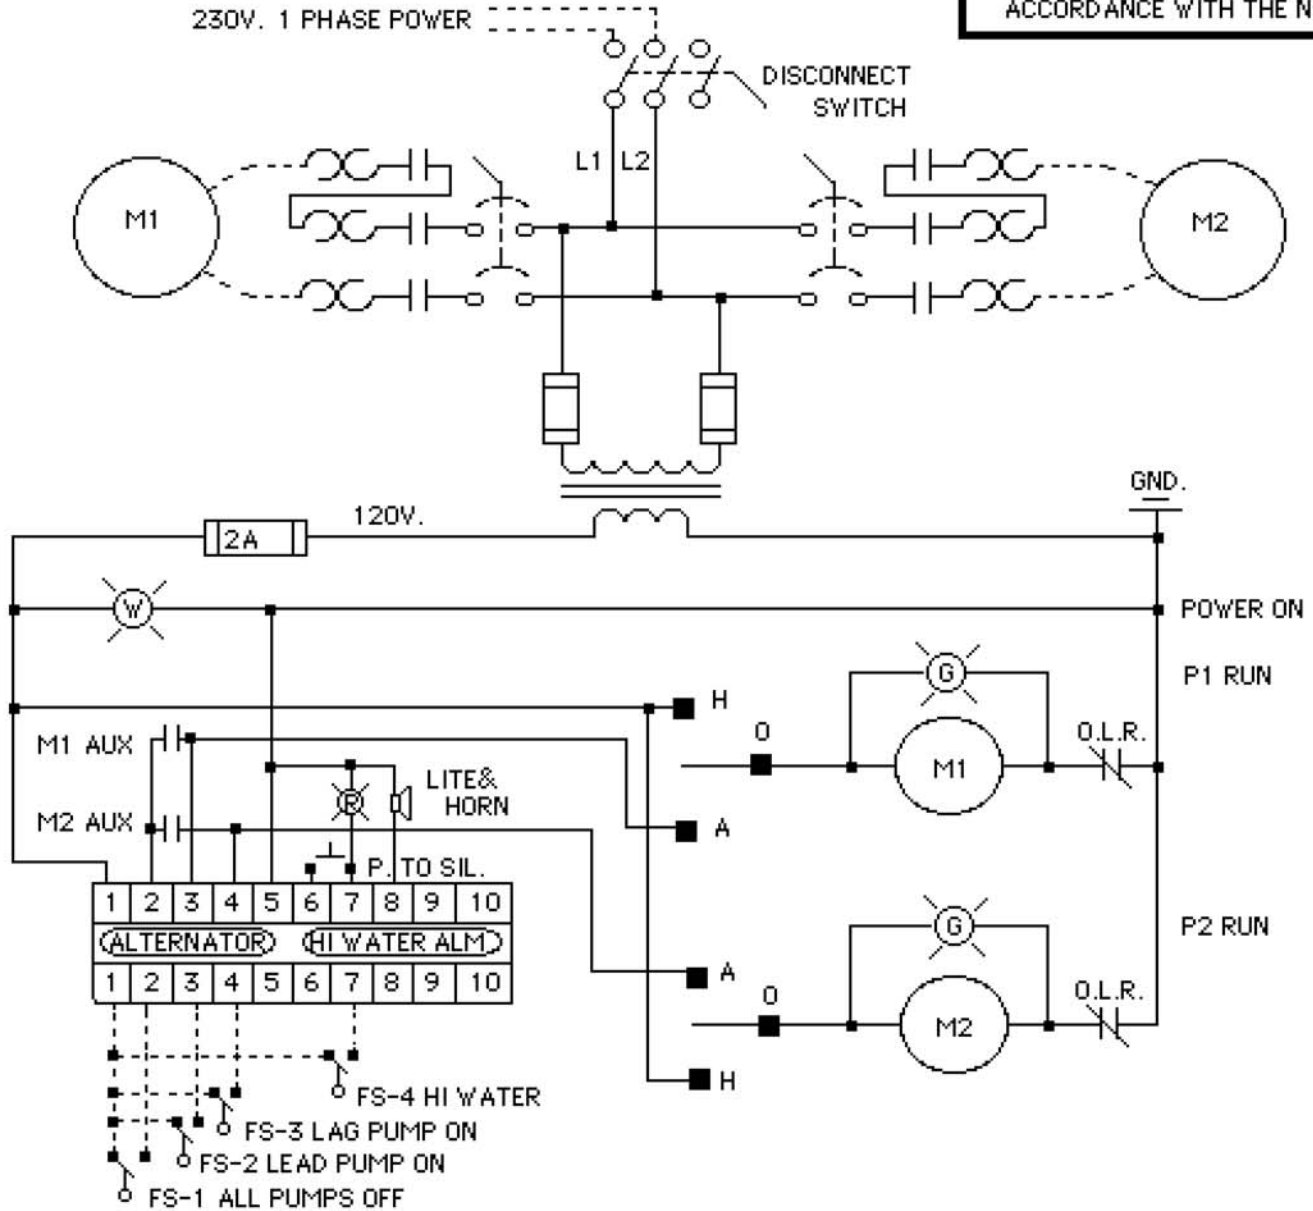 230V. 1 PHASE POWER
ACCORDANCE WITH THE N
DISCONNECT
SWITCH
L1 L2
M1
M2
GND.
120V.
2A
W
POWER ON
G
P1 RUN
H
O
O.L.R.
M1 AUX
M1
LITE&
HORN
R
M2 AUX
A
P. TO SIL.
1 2 3 4 5 6 7 8 9 10
ALTERNATOR HI WATER ALM
1 2 3 4 5 6 7 8 9 10
G
P2 RUN
A
O
O.L.R.
M2
H
FS-4 HI WATER
FS-3 LAG PUMP ON
FS-2 LEAD PUMP ON
FS-1 ALL PUMPS OFF